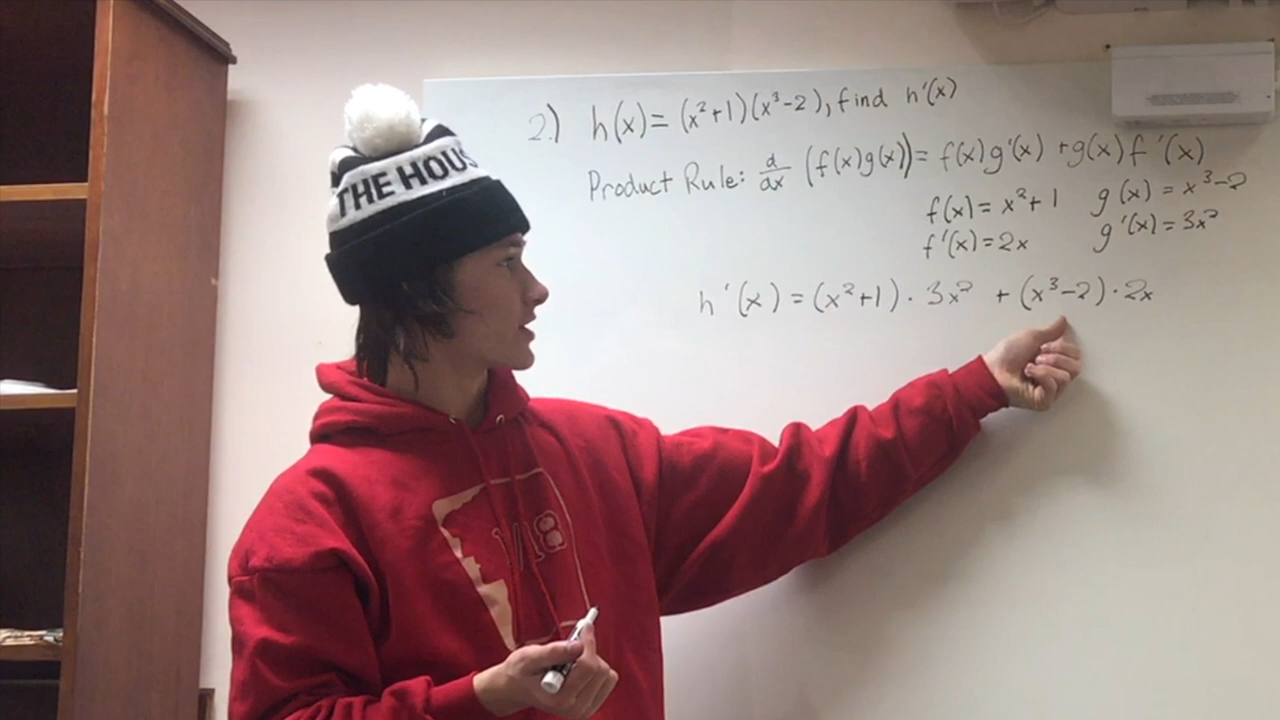 2.) h(x) = (x²+1)(x³-2), find h'(x)
Product Rule: d/dx (f(x)g(x)) = f(x)g'(x) + g(x)f'(x)
f(x) = x²+1 g(x) = x³-2
f'(x) = 2x g'(x) = 3x²
h'(x) = (x²+1) · 3x² + (x³-2) · 2x
THE HOUS